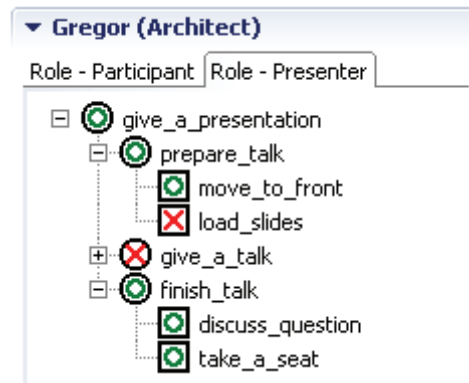 Gregor (Architect)
Role - Participant Role - Presenter
give_a_presentation
prepare_talk
move_to_front
load_slides
give_a_talk
finish_talk
discuss_question
take_a_seat